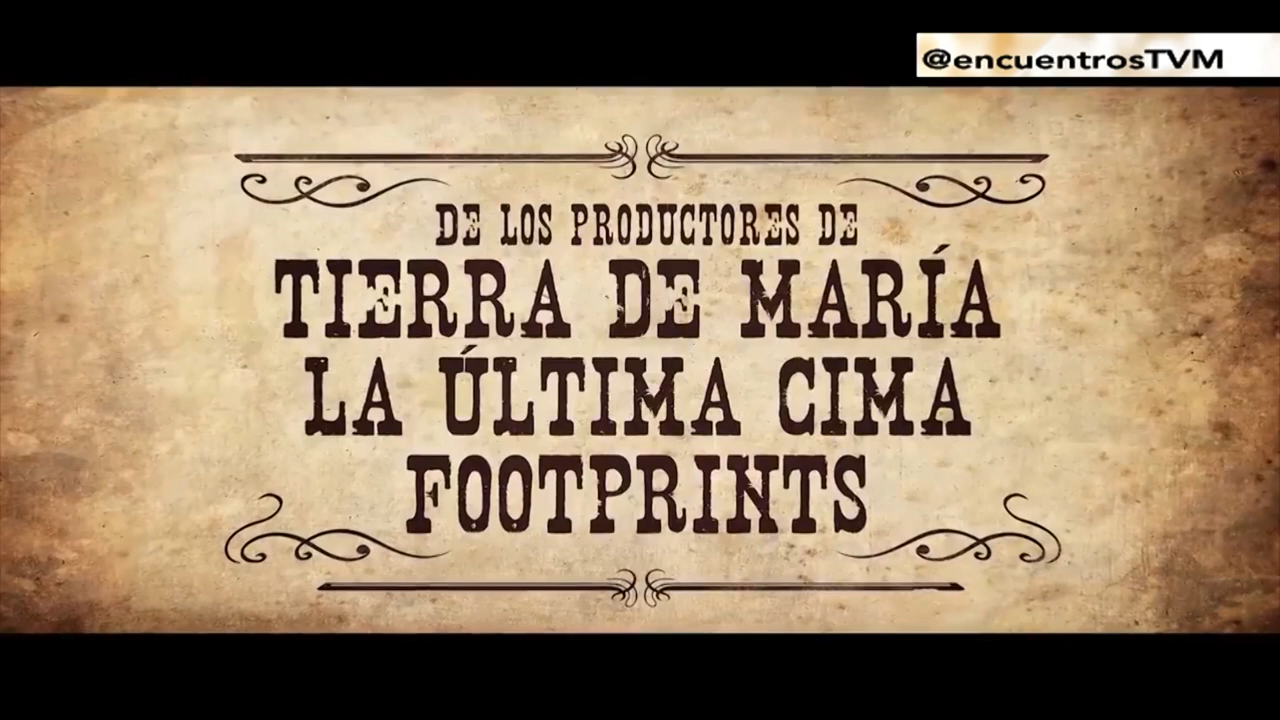 @encuentrosTVM
DE LOS PRODUCTORES DE
TIERRA DE MARÍA
LA ÚLTIMA CIMA
FOOTPRINTS